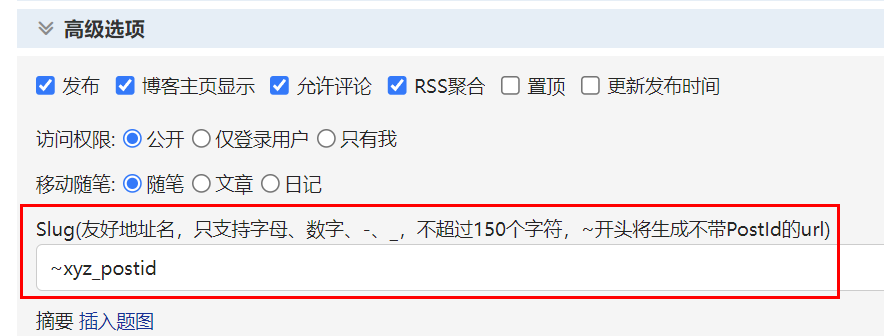 高级选项
发布 博客主页显示 允许评论 RSS聚合 置顶 更新发布时间
访问权限: 公开 仅登录用户 只有我
移动随笔: 随笔 文章 日记
Slug(友好地址名，只支持字母、数字、-、_，不超过150个字符，~开头将生成不带PostId的url)
~xyz_postid
摘要 插入题图